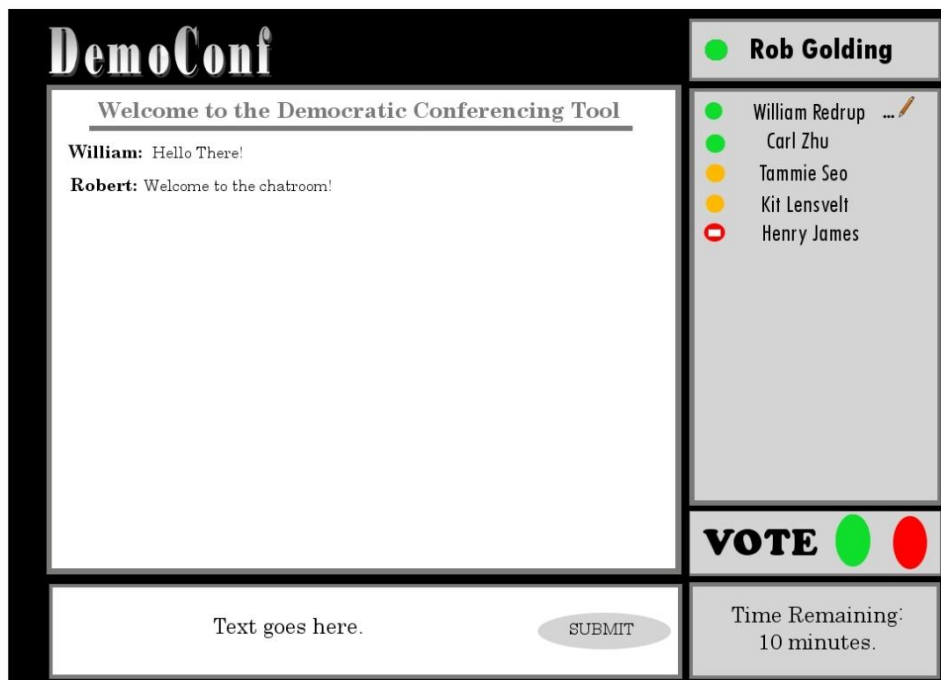 DemoConf
Rob Golding
Welcome to the Democratic Conferencing Tool
William: Hello There!
Robert: Welcome to the chatroom!
William Redrup ...
Carl Zhu
Tammie Seo
Kit Lensvelt
Henry James
VOTE
Text goes here.
SUBMIT
Time Remaining:
10 minutes.